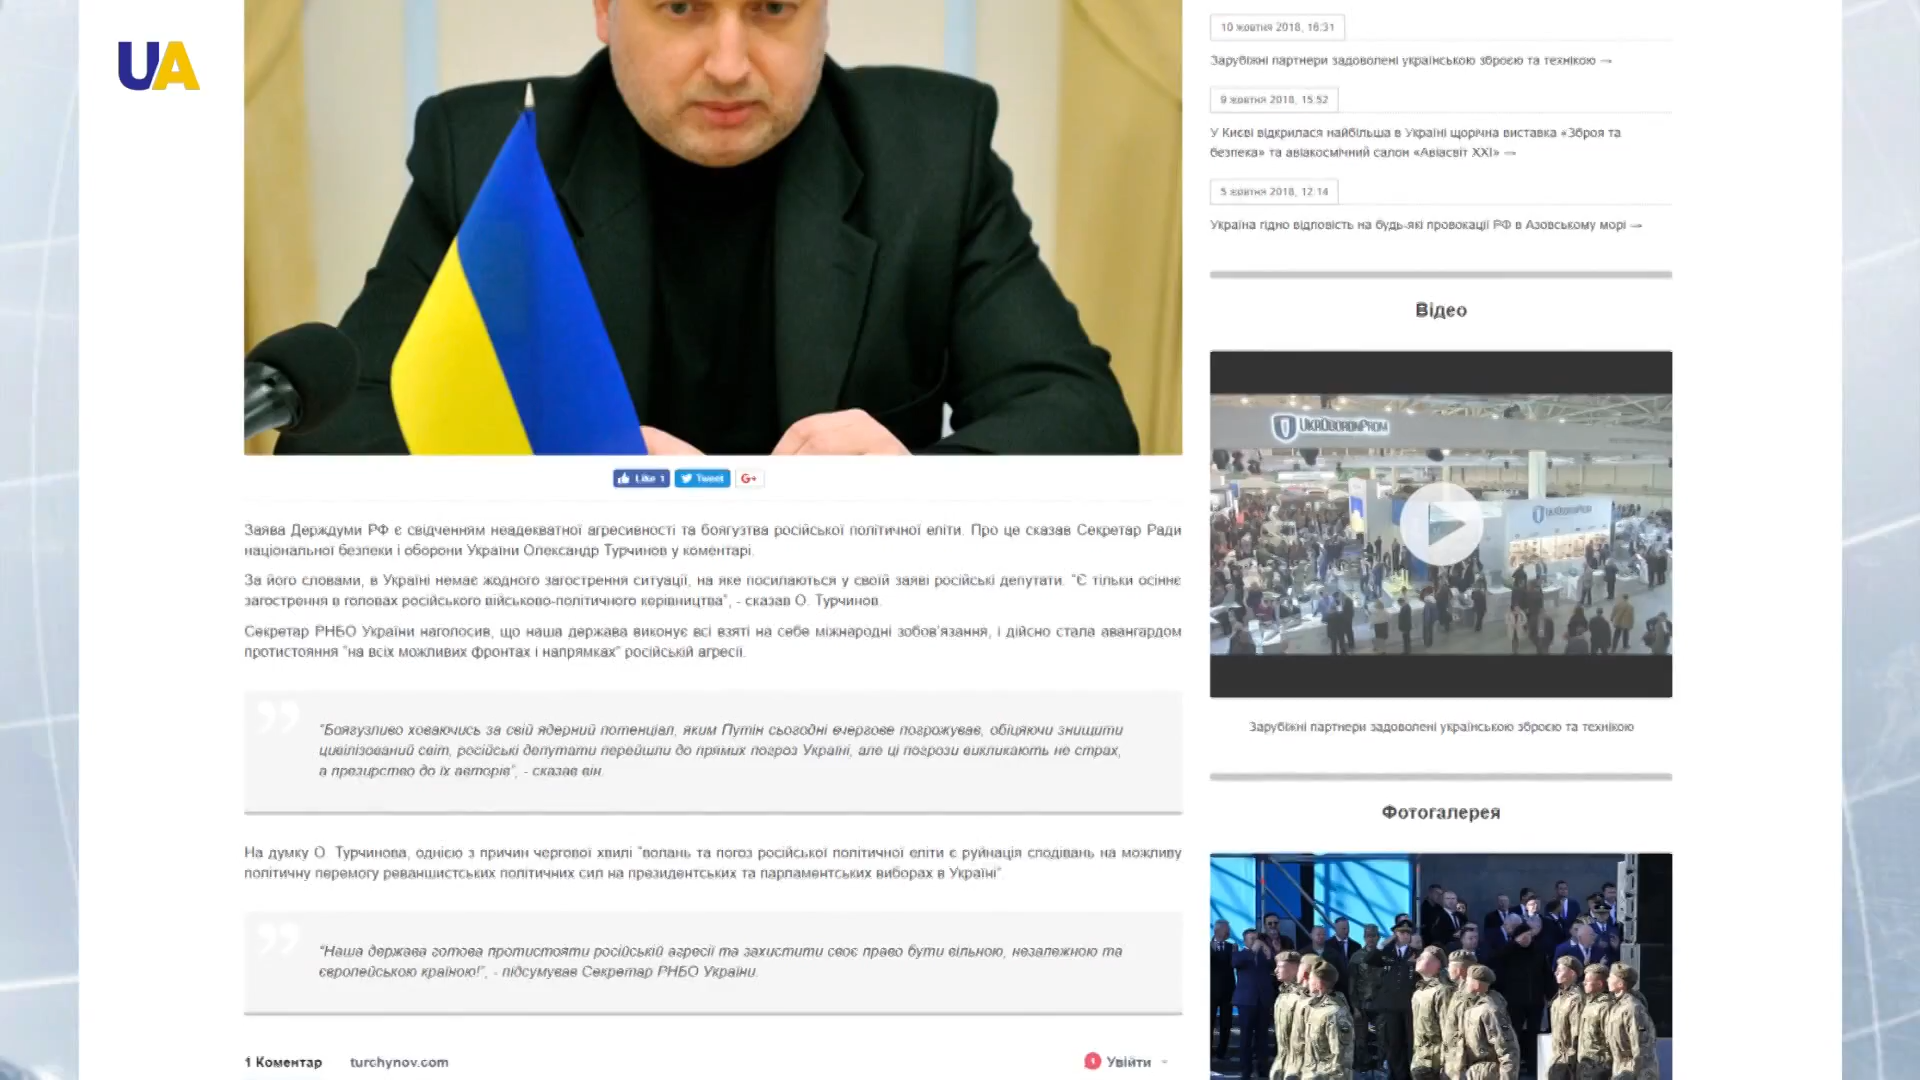 UA
Like 1
Tweet
G+
Заява Держдуми РФ є свідченням неадекватної агресивності та боягузтва російської політичної еліти. Про це сказав Секретар Ради
національної безпеки і оборони України Олександр Турчинов у коментарі.
За його словами, в Україні немає жодного загострення ситуації, на яке посилаються у своїй заяві російські депутати. "Є тільки осіннє
загострення в головах російського військово-політичного керівництва", - сказав О. Турчинов.
Секретар РНБО України наголосив, що наша держава виконує всі взяті на себе міжнародні зобов'язання, і дійсно стала авангардом
протистояння "на всіх можливих фронтах і напрямках" російській агресії.
"Боягузливо ховаючись за свій ядерний потенціал, яким Путін сьогодні вчергове погрожував, обіцяючи знищити
цивілізований світ, російські депутати перейшли до прямих погроз Україні, але ці погрози викликають не страх,
а презирство до їх авторів", - сказав він.
На думку О. Турчинова, однією з причин чергової хвилі "волань та погоз російської політичної еліти є руйнація сподівань на можливу
політичну перемогу реваншистських політичних сил на президентських та парламентських виборах в Україні".
"Наша держава готова протистояти російській агресії та захистити своє право бути вільною, незалежною та
європейською країною!", - підсумував Секретар РНБО України.
1 Коментар
turchynov.com
1
Увійти
10 жовтня 2018, 16:31
Зарубіжні партнери задоволені українською зброєю та технікою →
9 жовтня 2018, 15:52
У Києві відкрилася найбільша в Україні щорічна виставка «Зброя та
безпека» та авіакосмічний салон «Авіасвіт XXI» →
5 жовтня 2018, 12:14
Україна гідно відповість на будь-які провокації РФ в Азовському морі →
Відео
UKROBORONPROM
UKROBORONPROM
Зарубіжні партнери задоволені українською зброєю та технікою
Фотогалерея